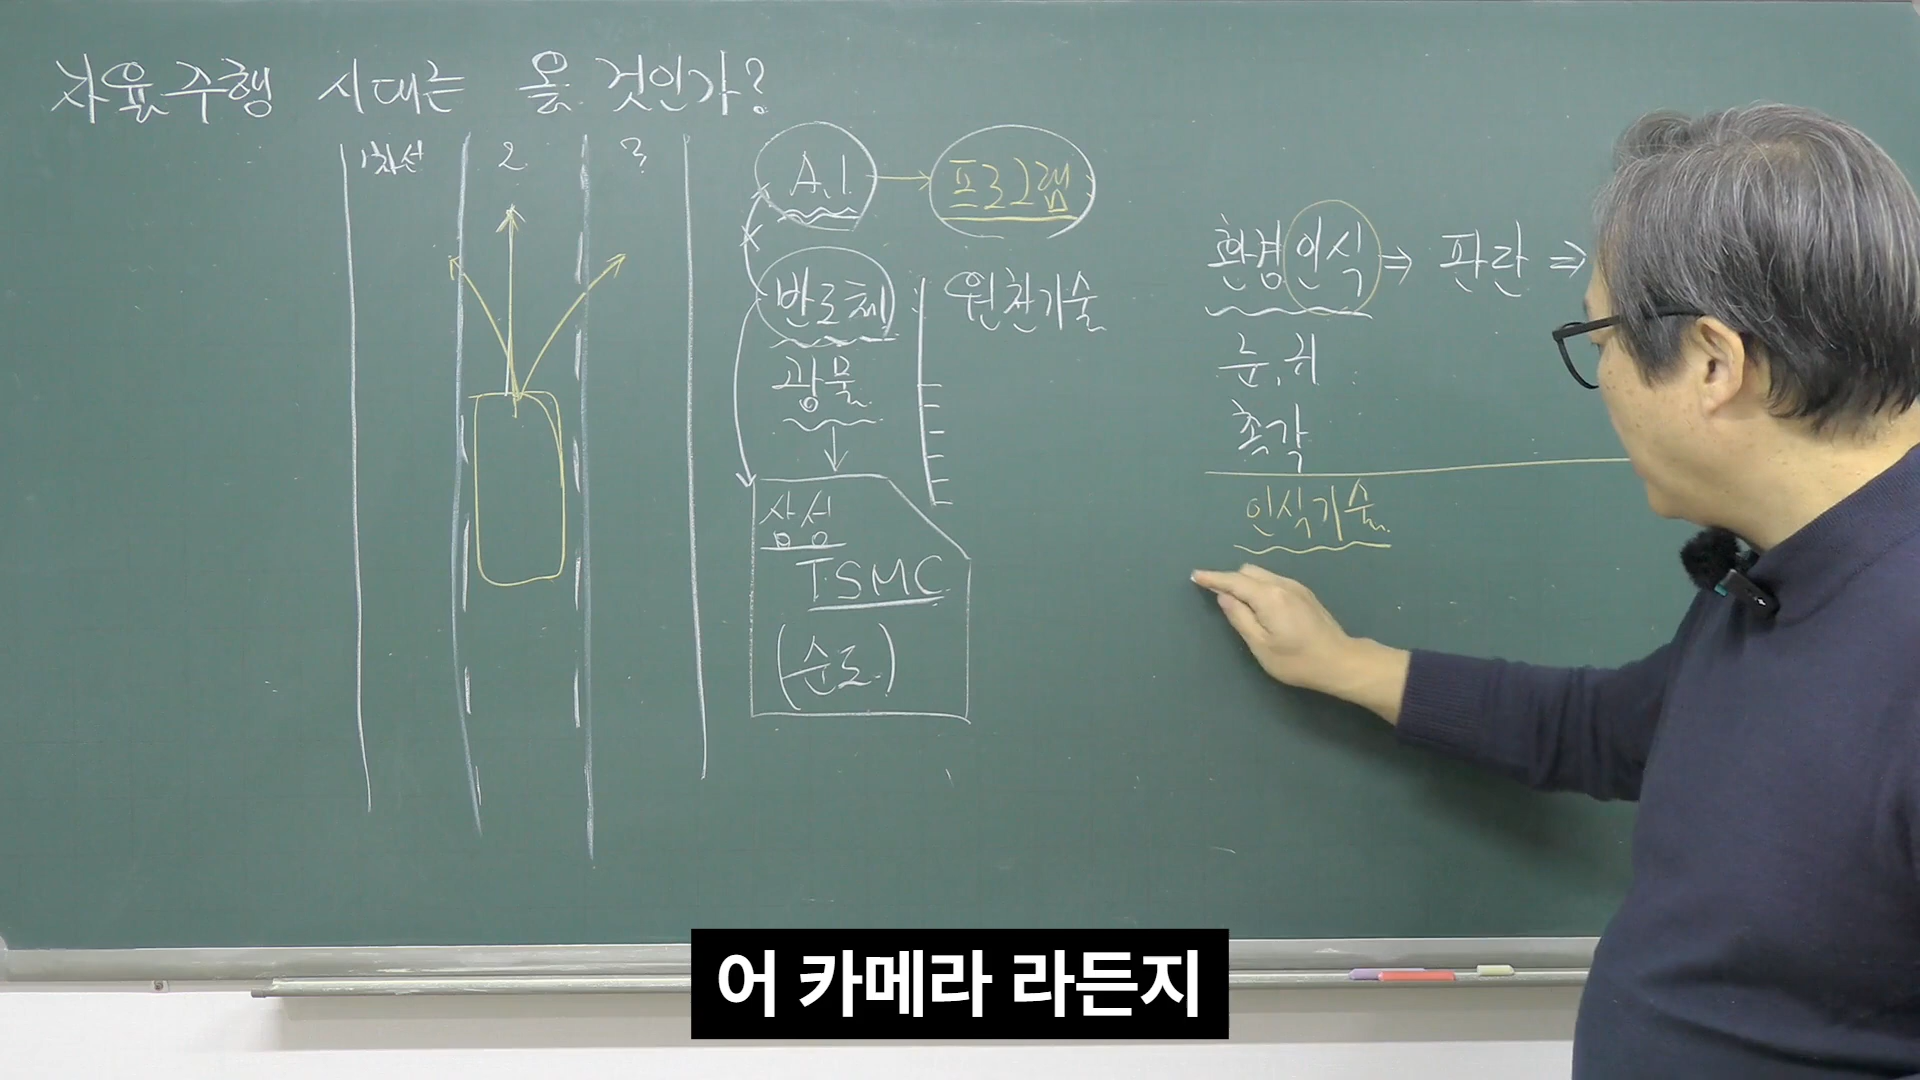 자율주행 시대는 올 것인가?
1차선 2 3
A.I 프로그램
반도체 원천기술
광물
삼성
TSMC
(순도)
환경인식 ⇒ 판단 ⇒
눈, 귀
촉각
인식기술
어 카메라 라든지